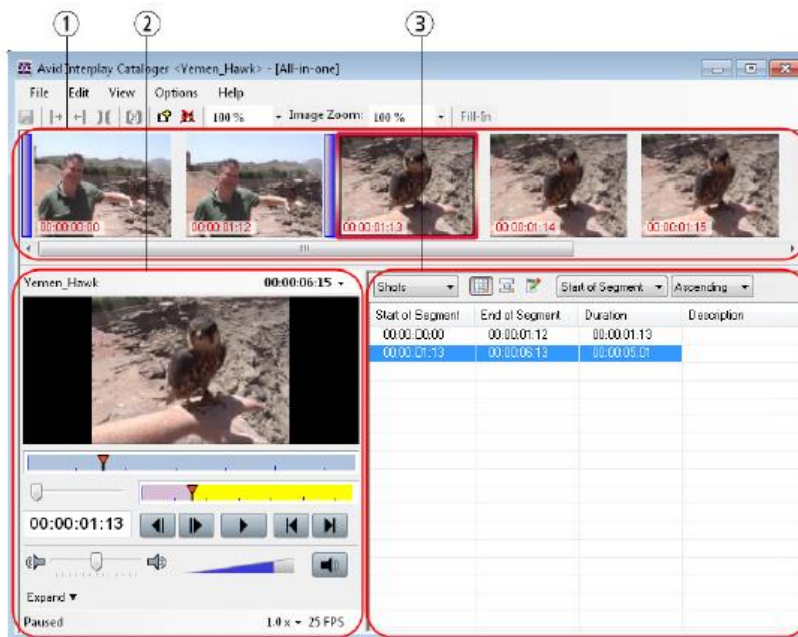 1 2 3
Avid Interplay Cataloger <Yemen_Hawk> - [All-in-one]
File Edit View Options Help
100 % Image Zoom: 100 % Fill-In
00:00:00:00 00:00:01:12 00:00:01:13 00:00:01:14 00:00:01:15
Yemen_Hawk 00:00:06:15
Shots Start of Segment Ascending
Start of Segment End of Segment Duration Description
00:00:00:00 00:00:01:12 00:00:01:13
00:00:01:13 00:00:06:13 00:00:05:01
00:00:01:13
Expand
Paused 1.0 x 25 FPS